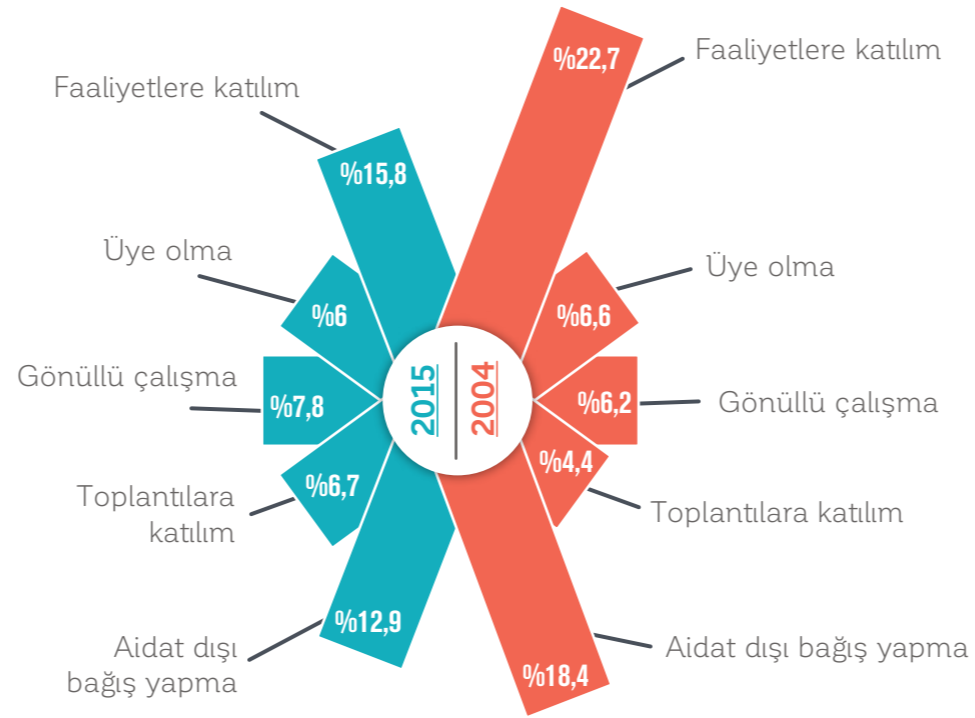 Faaliyetlere katılım
%15,8
Üye olma
%6
Gönüllü çalışma
%7,8
Toplantılara
katılım
%6,7
Aidat dışı
bağış yapma
%12,9
2015
2004
Faaliyetlere katılım
%22,7
Üye olma
%6,6
Gönüllü çalışma
%6,2
Toplantılara katılım
%4,4
Aidat dışı bağış yapma
%18,4